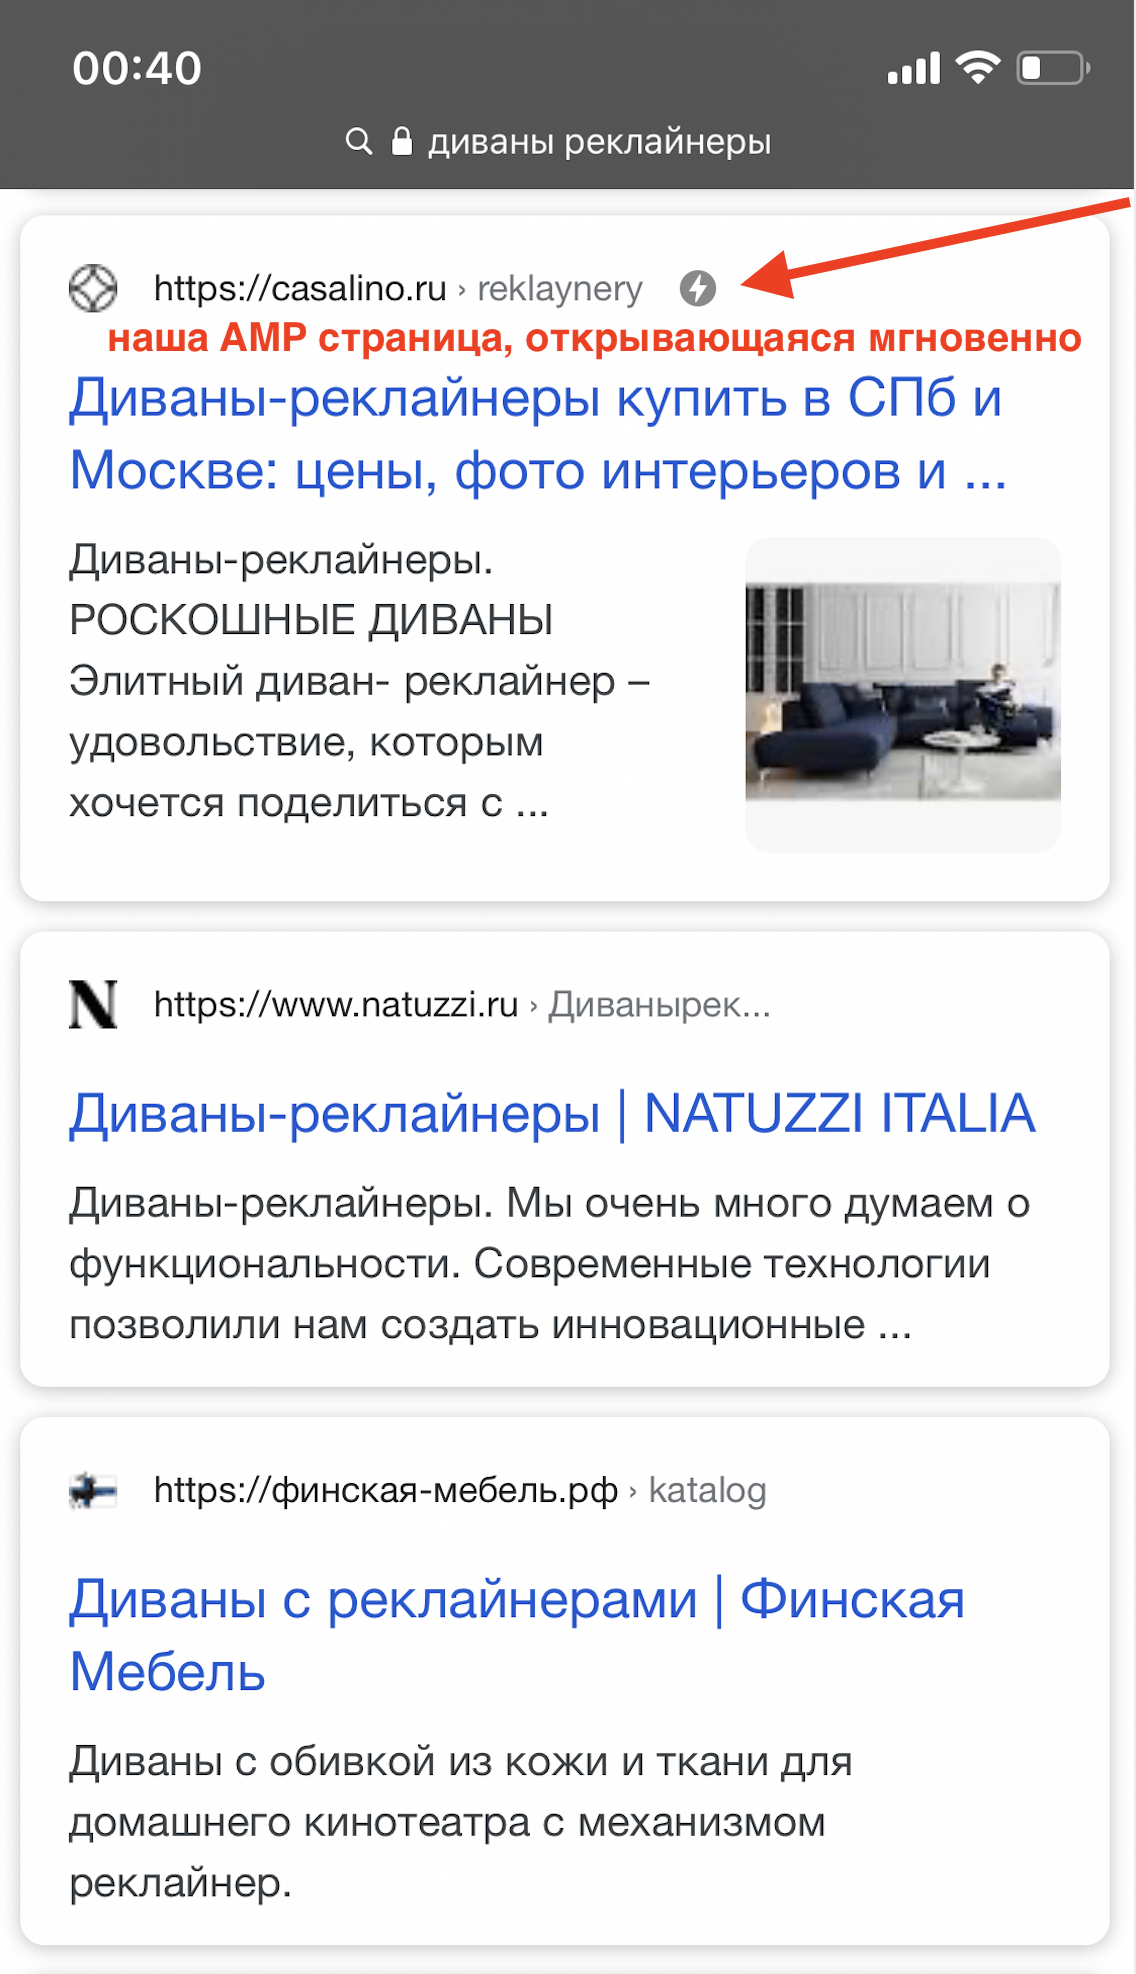 00:40
диваны реклайнеры
https://casalino.ru › reklaynery
наша AMP страница, открывающаяся мгновенно
Диваны-реклайнеры купить в СПб и
Москве: цены, фото интерьеров и ...
Диваны-реклайнеры.
РОСКОШНЫЕ ДИВАНЫ
Элитный диван- реклайнер –
удовольствие, которым
хочется поделиться с ...
N https://www.natuzzi.ru › Диванырек...
Диваны-реклайнеры | NATUZZI ITALIA
Диваны-реклайнеры. Мы очень много думаем о
функциональности. Современные технологии
позволили нам создать инновационные ...
https://финская-мебель.рф › katalog
Диваны с реклайнерами | Финская
Мебель
Диваны с обивкой из кожи и ткани для
домашнего кинотеатра с механизмом
реклайнер.